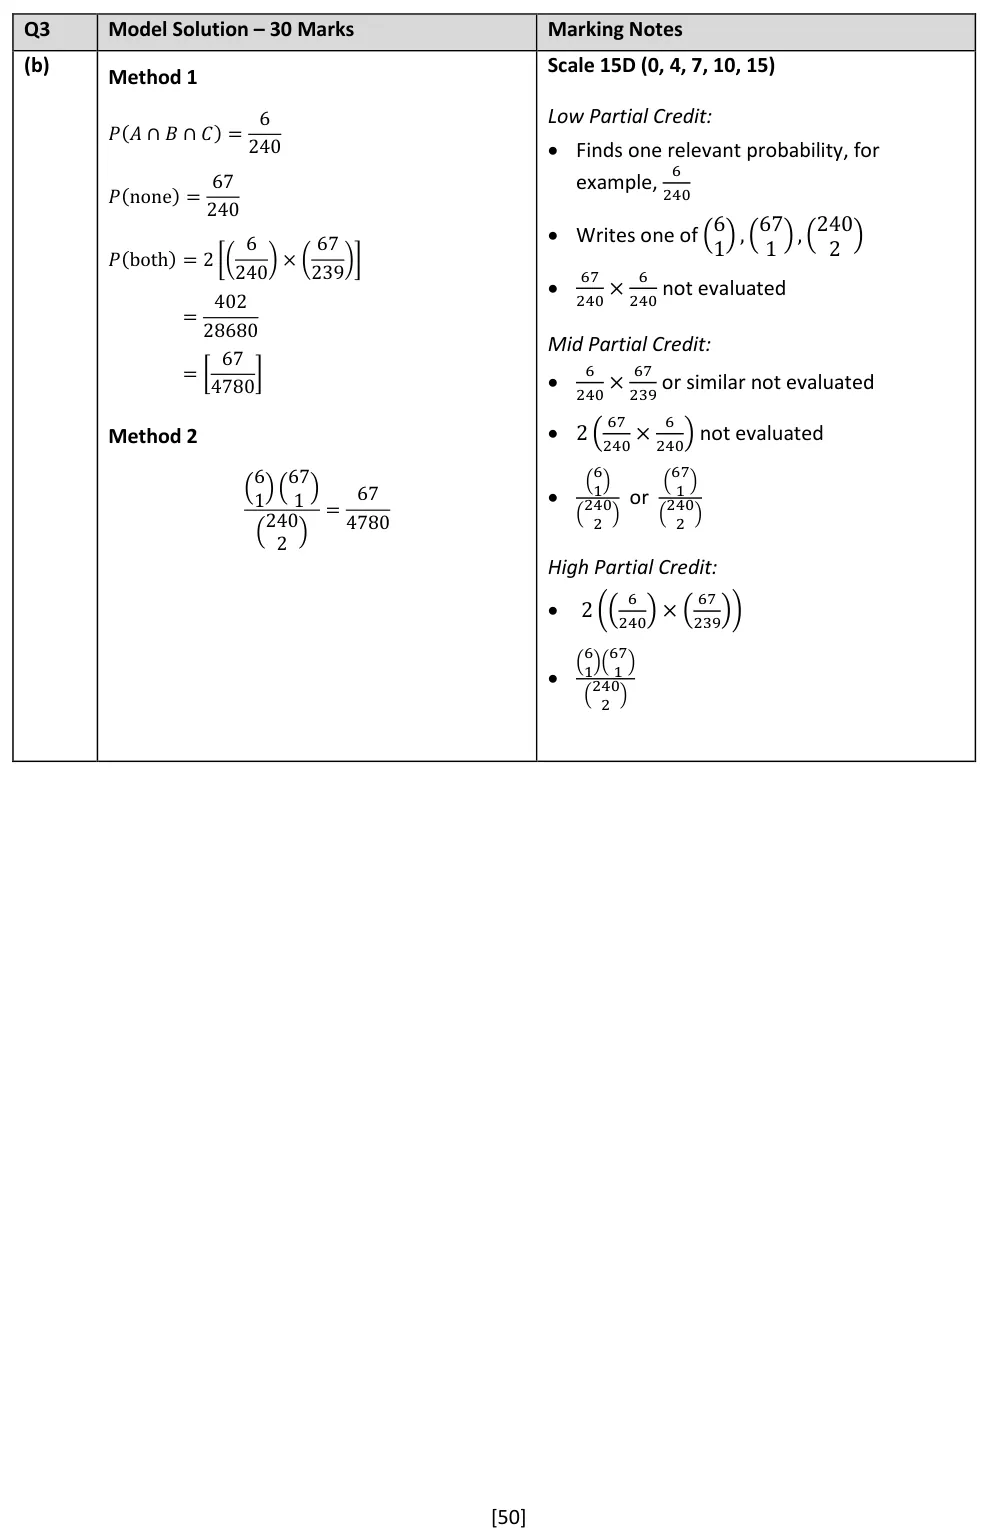 Q3 Model Solution – 30 Marks Marking Notes
(b)
Method 1
P(A ∩ B ∩ C) = 6/240
P(none) = 67/240
P(both) = 2 [(6/240) × (67/239)]
= 402/28680
= [67/4780]
Method 2
(6 1)(67 1)/(240 2) = 67/4780
Scale 15D (0, 4, 7, 10, 15)
Low Partial Credit:
• Finds one relevant probability, for
example, 6/240
• Writes one of (6 1), (67 1), (240 2)
• 67/240 × 6/240 not evaluated
Mid Partial Credit:
• 6/240 × 67/239 or similar not evaluated
• 2 (67/240 × 6/240) not evaluated
• (6 1)/(240 2) or (67 1)/(240 2)
High Partial Credit:
• 2 ((6/240) × (67/239))
• (6 1)(67 1)/(240 2)
[50]